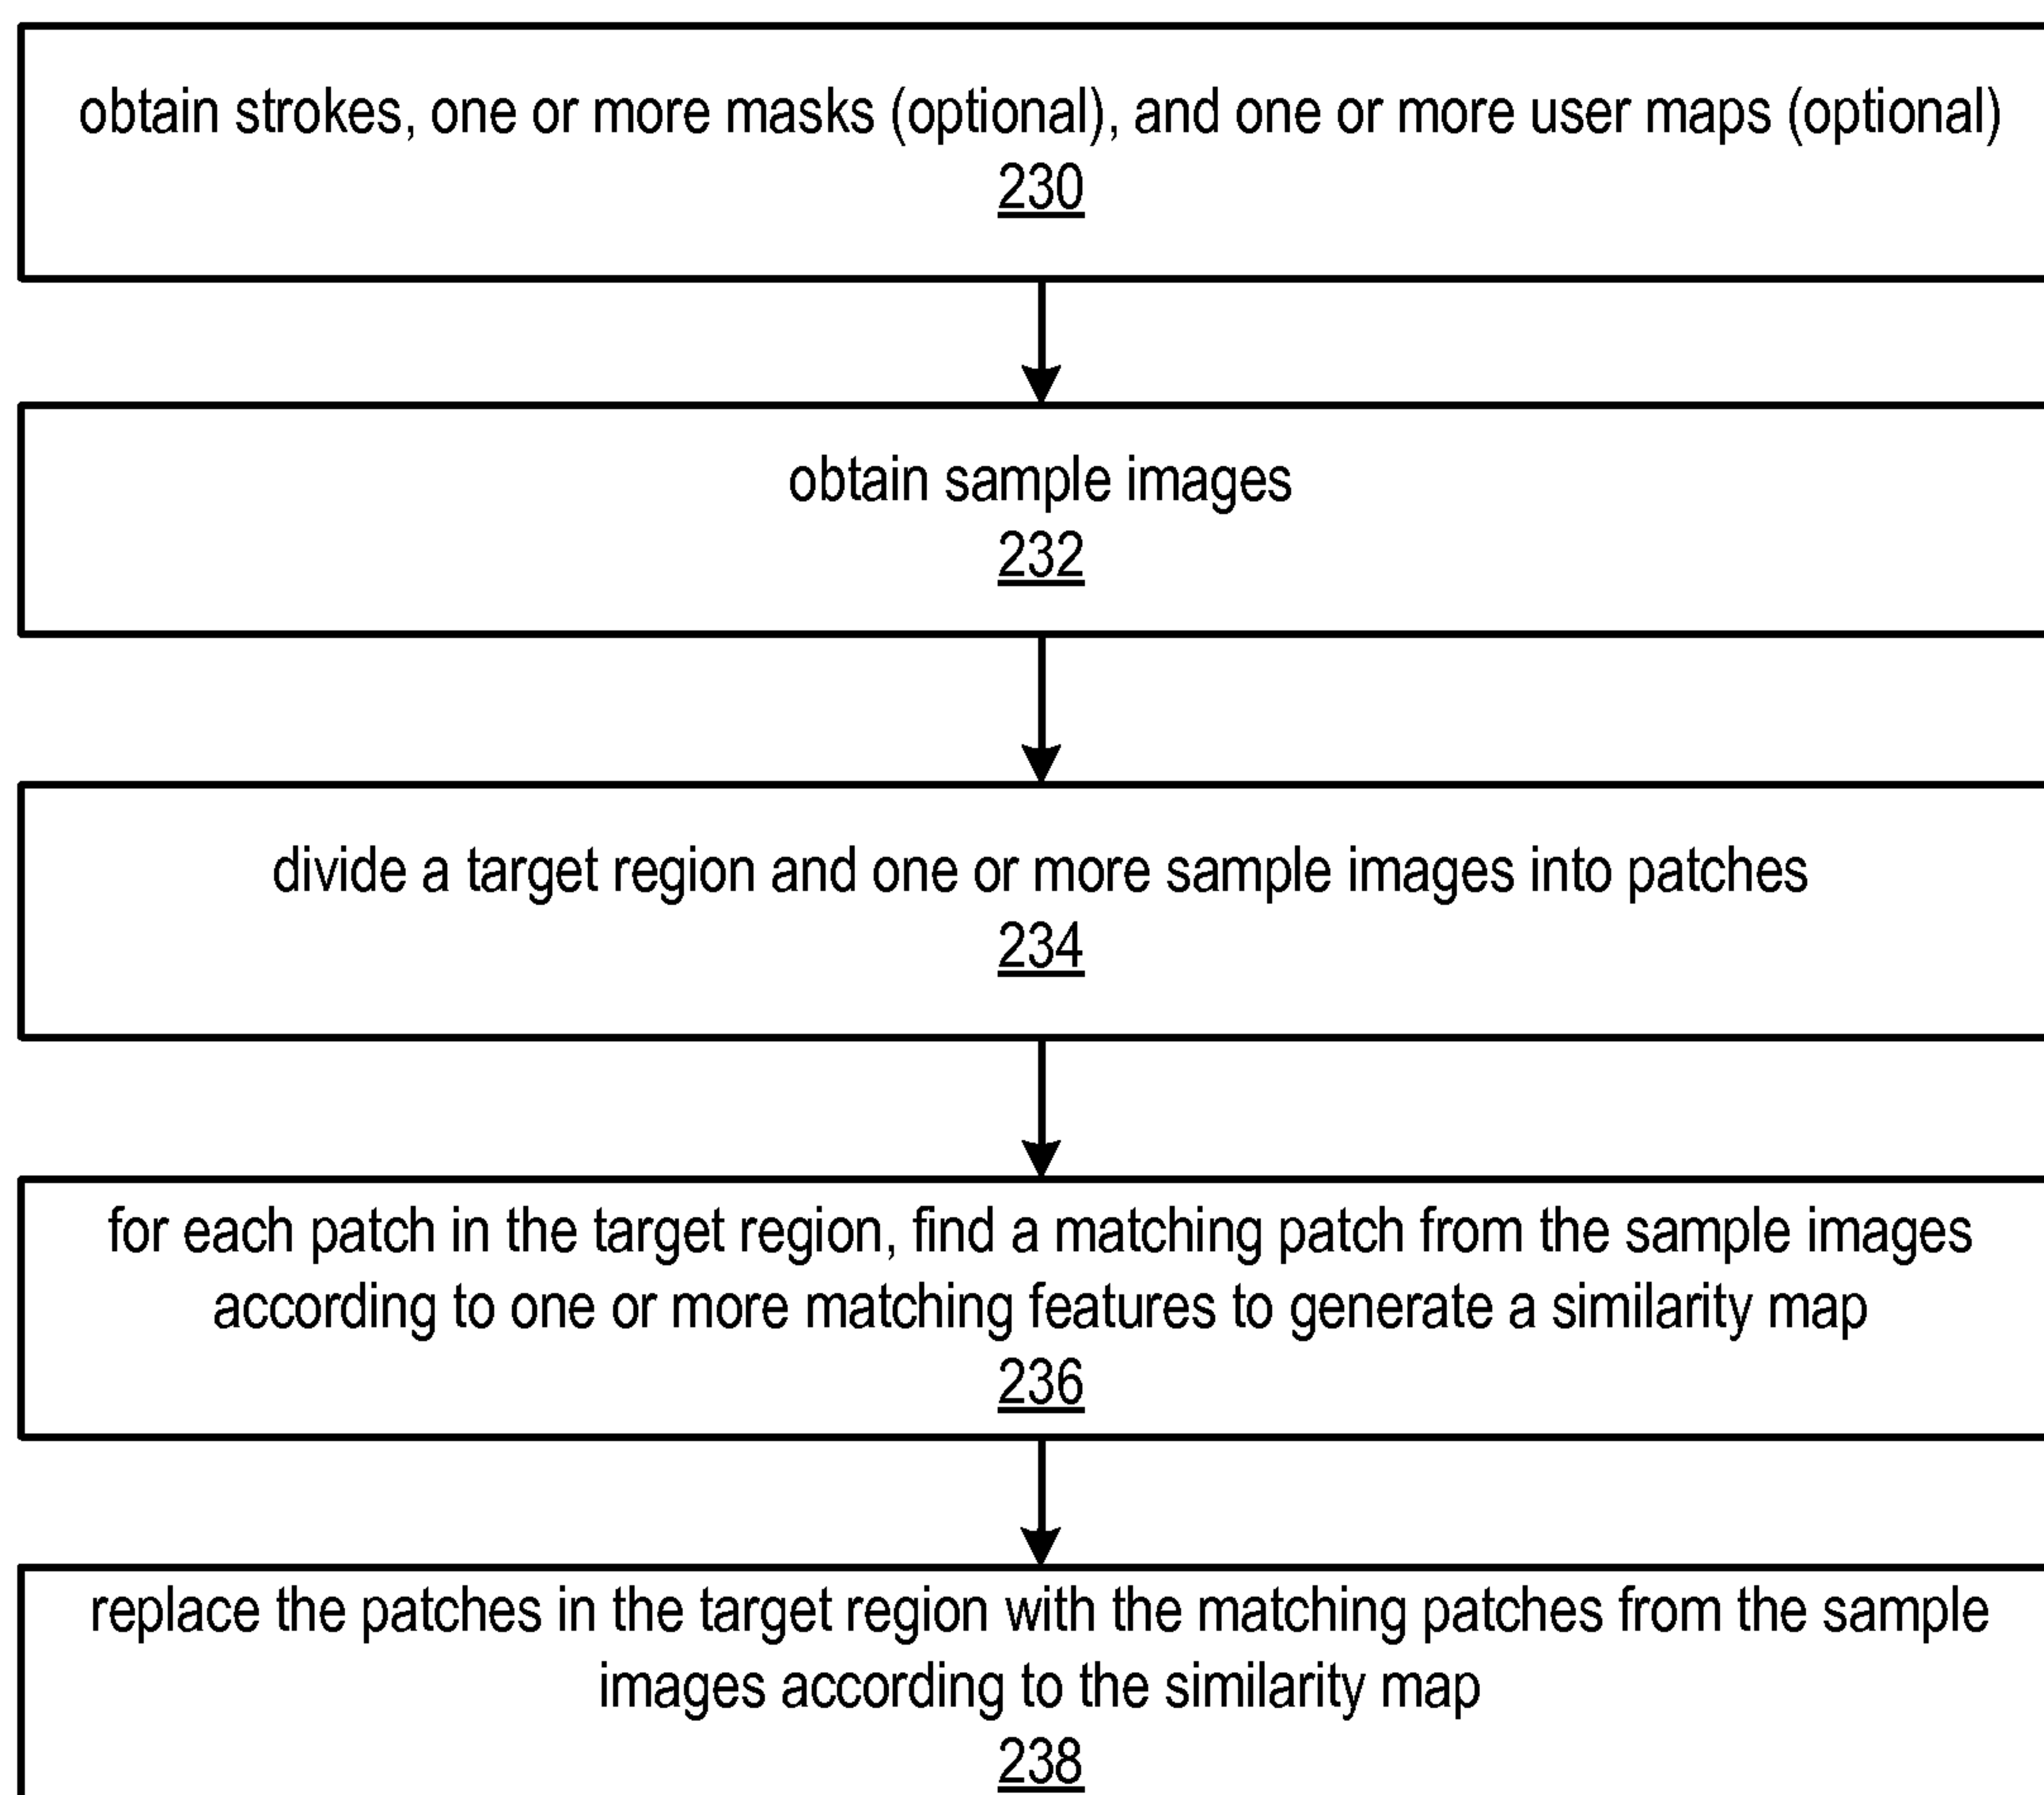 obtain strokes, one or more masks (optional), and one or more user maps (optional)
230
obtain sample images
232
divide a target region and one or more sample images into patches
234
for each patch in the target region, find a matching patch from the sample images
according to one or more matching features to generate a similarity map
236
replace the patches in the target region with the matching patches from the sample
images according to the similarity map
238